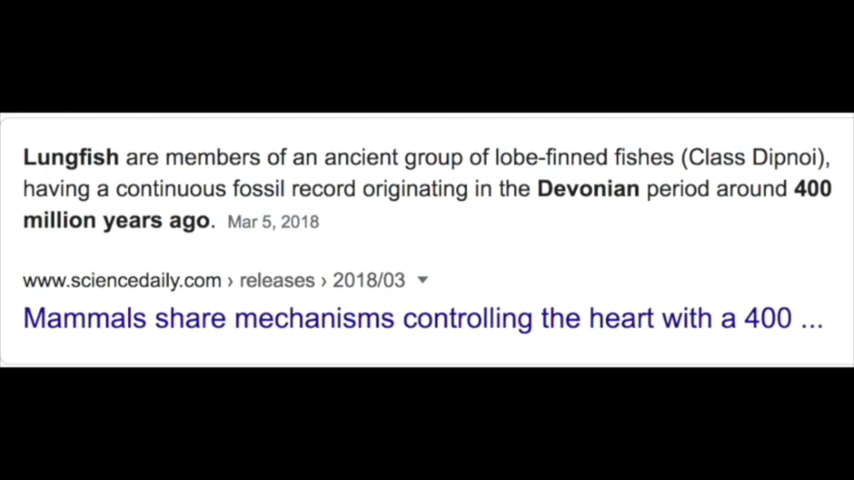 Lungfish are members of an ancient group of lobe-finned fishes (Class Dipnoi),
having a continuous fossil record originating in the Devonian period around 400
million years ago. Mar 5, 2018
www.sciencedaily.com › releases › 2018/03
Mammals share mechanisms controlling the heart with a 400 ...